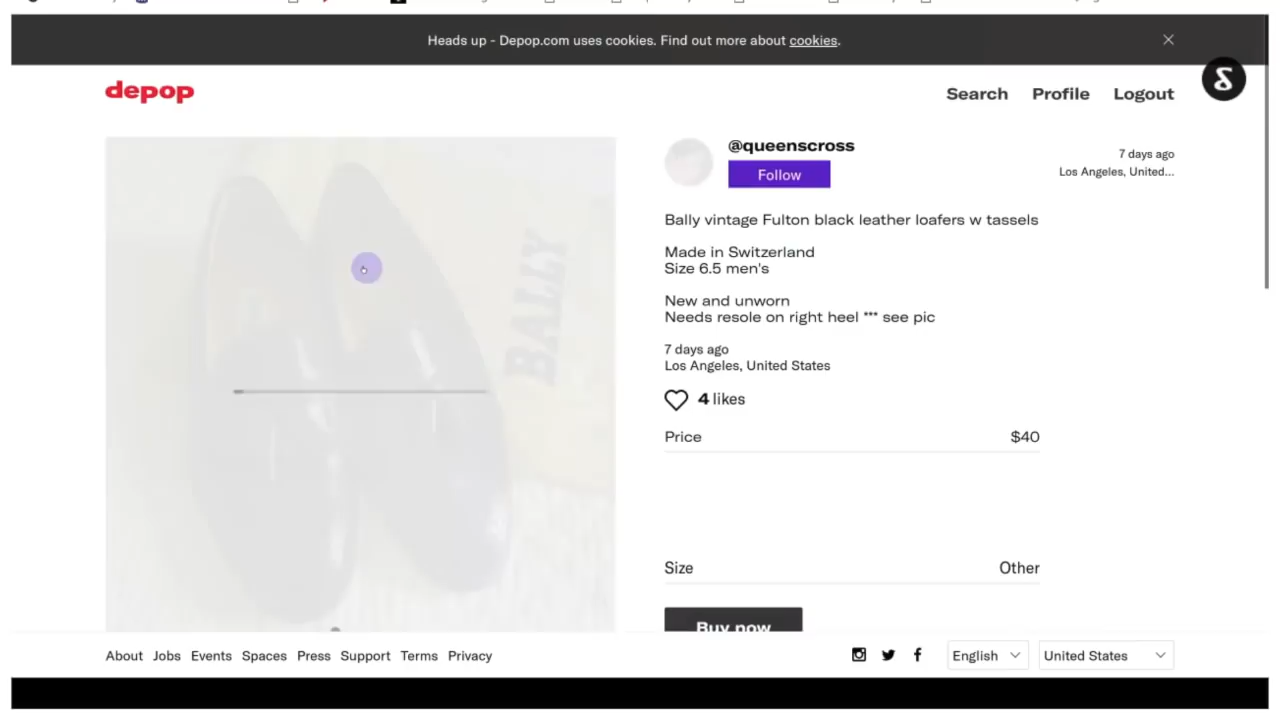 Heads up - Depop.com uses cookies. Find out more about cookies.
depop
Search Profile Logout
@queenscross
Follow
7 days ago
Los Angeles, United...
BALLY
Bally vintage Fulton black leather loafers w tassels
Made in Switzerland
Size 6.5 men's
New and unworn
Needs resole on right heel *** see pic
7 days ago
Los Angeles, United States
4 likes
Price $40
Size Other
Buy now
About Jobs Events Spaces Press Support Terms Privacy
English United States